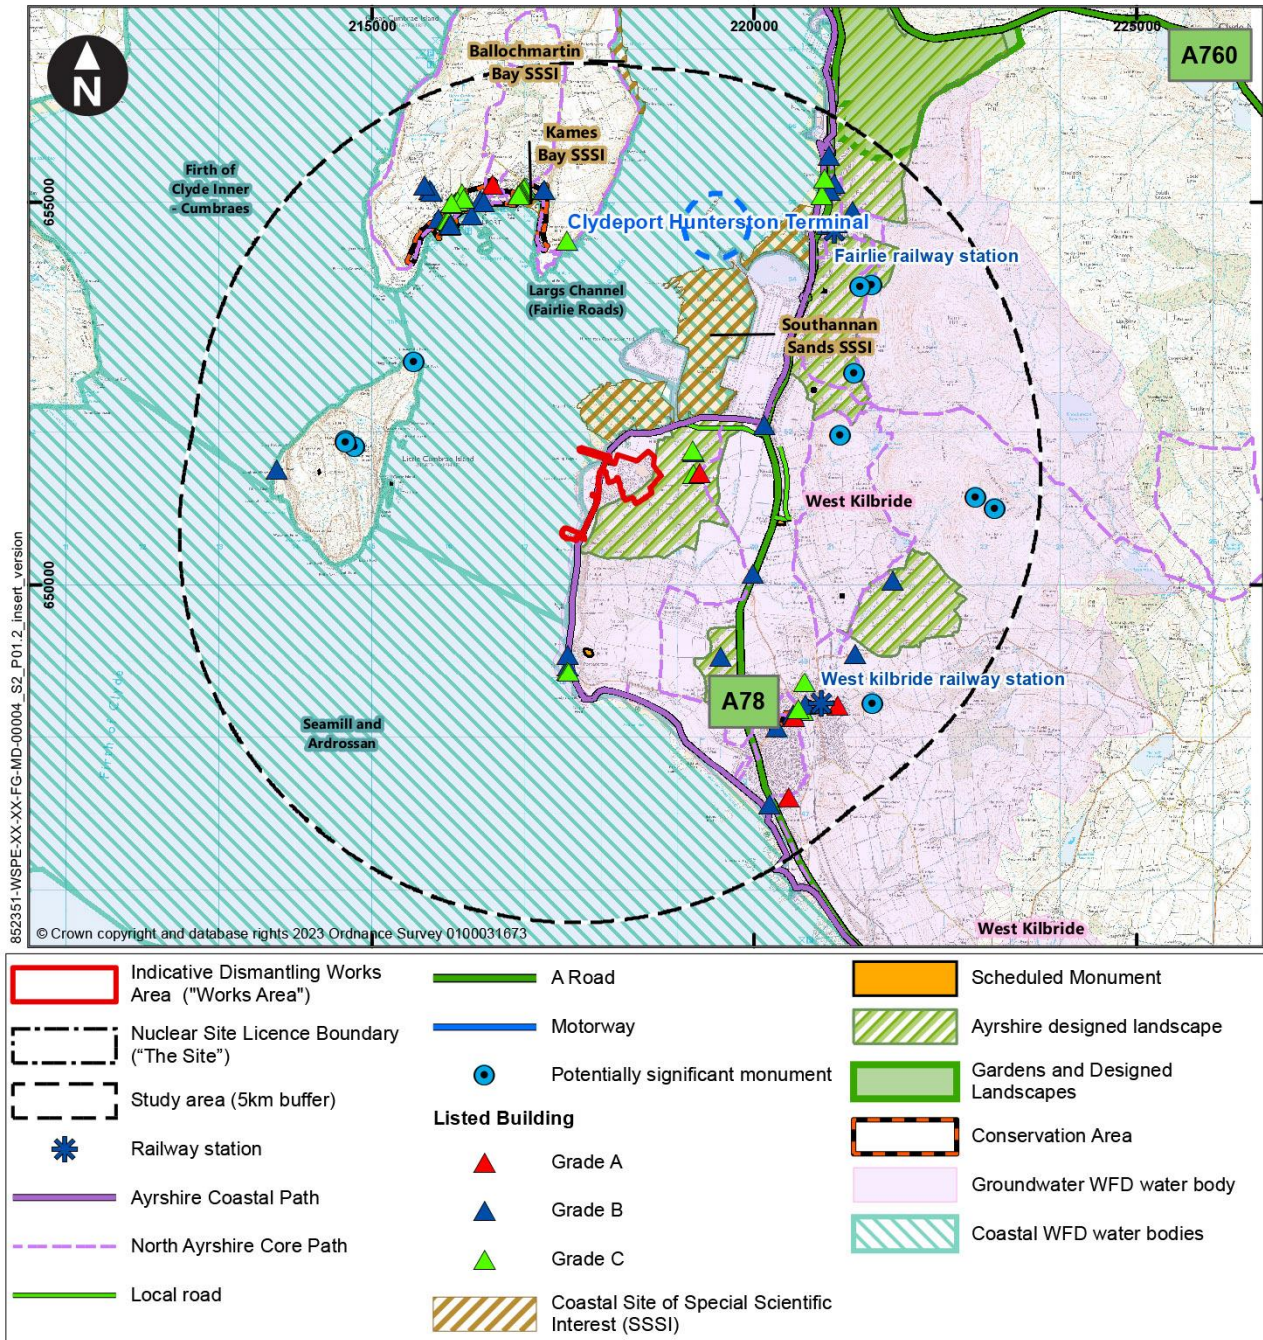 215000
220000
225000
A760
N
Ballochmartin
Bay SSSI
Kames
Bay SSSI
Firth of
Clyde Inner
- Cumbraes
655000
Clydeport Hunterston Terminal
Fairlie railway station
Largs Channel
(Fairlie Roads)
Southannan
Sands SSSI
Little Cumbrae Island
West Kilbride
650000
West kilbride railway station
A78
Seamill and
Ardrossan
Firth of Clyde
West Kilbride
852351-WSPE-XX-XX-FG-MD-00004_S2_P01.2_insert_version
© Crown copyright and database rights 2023 Ordnance Survey 0100031673
Indicative Dismantling Works
Area ("Works Area")
Nuclear Site Licence Boundary
(“The Site”)
Study area (5km buffer)
Railway station
Ayrshire Coastal Path
North Ayrshire Core Path
Local road
A Road
Motorway
Potentially significant monument
Listed Building
Grade A
Grade B
Grade C
Coastal Site of Special Scientific
Interest (SSSI)
Scheduled Monument
Ayrshire designed landscape
Gardens and Designed
Landscapes
Conservation Area
Groundwater WFD water body
Coastal WFD water bodies